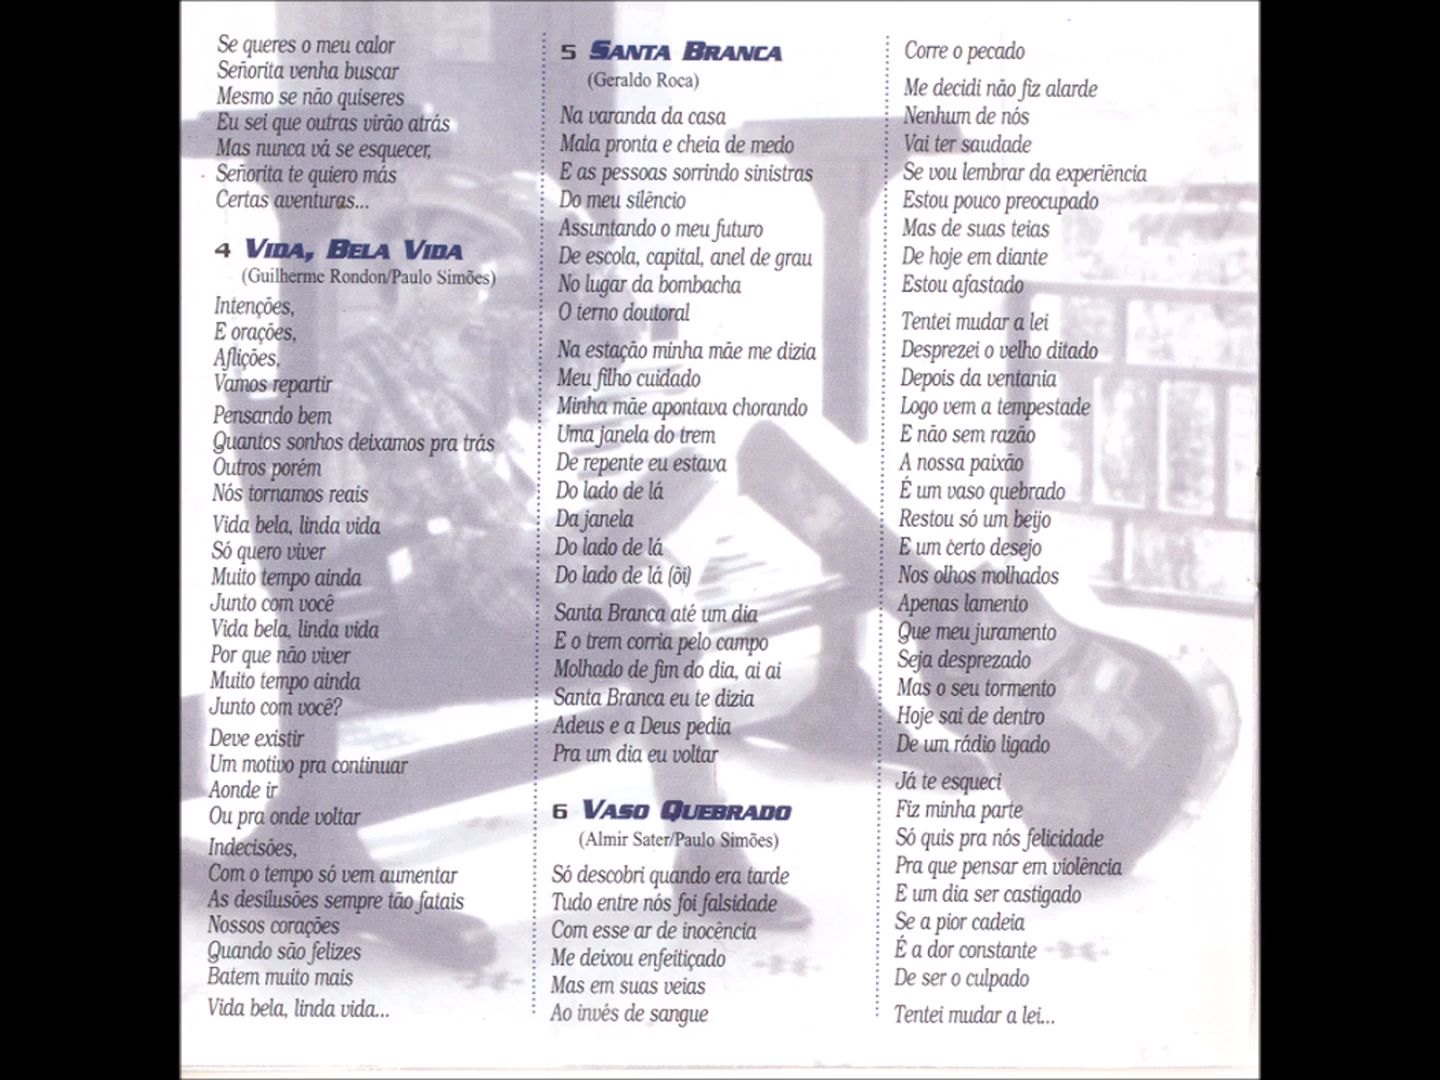 Se queres o meu calor
Señorita venha buscar
Mesmo se não quiseres
Eu sei que outras virão atrás
Mas nunca vá se esquecer,
Señorita te quiero más
Certas aventuras...
4 VIDA, BELA VIDA
(Guilherme Rondon/Paulo Simões)
Intenções,
E orações,
Aflições,
Vamos repartir
Pensando bem
Quantos sonhos deixamos pra trás
Outros porém
Nós tornamos reais
Vida bela, linda vida
Só quero viver
Muito tempo ainda
Junto com você
Vida bela, linda vida
Por que não viver
Muito tempo ainda
Junto com você?
Deve existir
Um motivo pra continuar
Aonde ir
Ou pra onde voltar
Indecisões,
Com o tempo só vem aumentar
As desilusões sempre tão fatais
Nossos corações
Quando são felizes
Batem muito mais
Vida bela, linda vida...
5 SANTA BRANCA
(Geraldo Roca)
Na varanda da casa
Mala pronta e cheia de medo
E as pessoas sorrindo sinistras
Do meu silêncio
Assuntando o meu futuro
De escola, capital, anel de grau
No lugar da bombacha
O terno doutoral
Na estação minha mãe me dizia
Meu filho cuidado
Minha mãe apontava chorando
Uma janela do trem
De repente eu estava
Do lado de lá
Da janela
Do lado de lá
Do lado de lá (ôi)
Santa Branca até um dia
E o trem corria pelo campo
Molhado de fim do dia, ai ai
Santa Branca eu te dizia
Adeus e a Deus pedia
Pra um dia eu voltar
6 VASO QUEBRADO
(Almir Sater/Paulo Simões)
Só descobri quando era tarde
Tudo entre nós foi falsidade
Com esse ar de inocência
Me deixou enfeitiçado
Mas em suas veias
Ao invés de sangue
Corre o pecado
Me decidi não fiz alarde
Nenhum de nós
Vai ter saudade
Se vou lembrar da experiência
Estou pouco preocupado
Mas de suas teias
De hoje em diante
Estou afastado
Tentei mudar a lei
Desprezei o velho ditado
Depois da ventania
Logo vem a tempestade
E não sem razão
A nossa paixão
É um vaso quebrado
Restou só um beijo
E um certo desejo
Nos olhos molhados
Apenas lamento
Que meu juramento
Seja desprezado
Mas o seu tormento
Hoje sai de dentro
De um rádio ligado
Já te esqueci
Fiz minha parte
Só quis pra nós felicidade
Pra que pensar em violência
E um dia ser castigado
Se a pior cadeia
É a dor constante
De ser o culpado
Tentei mudar a lei...